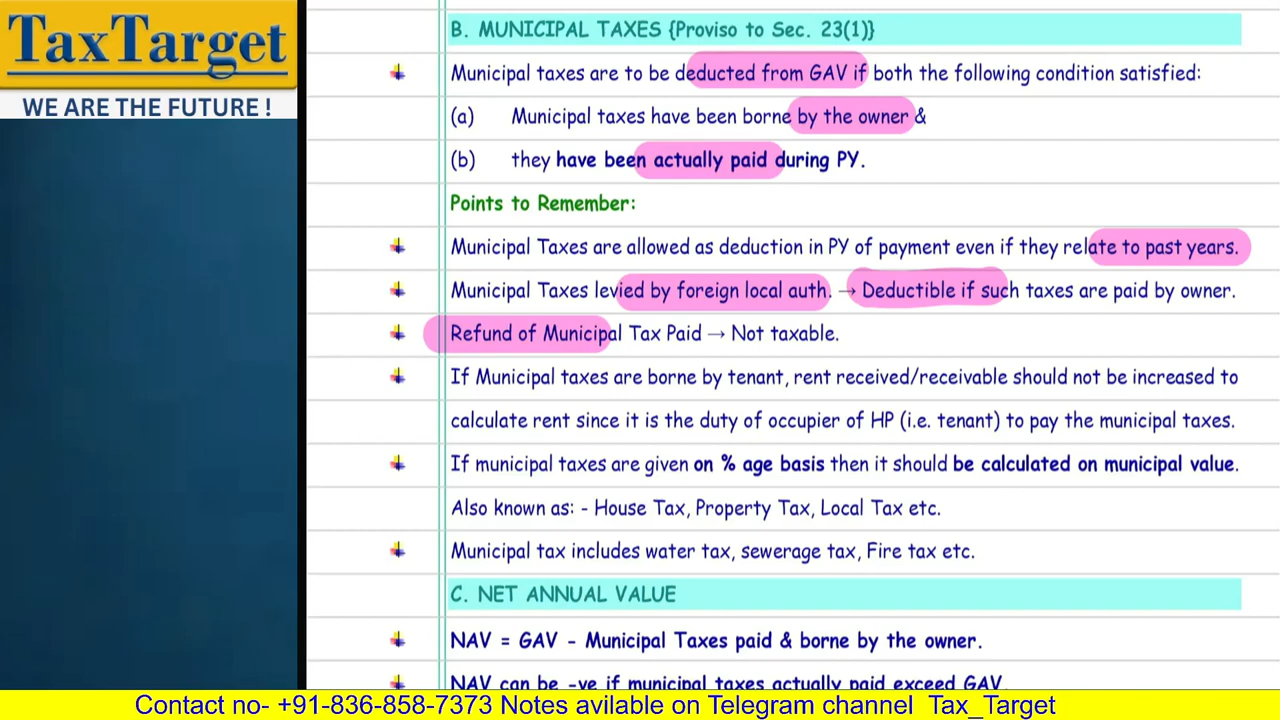 TaxTarget
WE ARE THE FUTURE !
B. MUNICIPAL TAXES {Proviso to Sec. 23(1)}
Municipal taxes are to be deducted from GAV if both the following condition satisfied:
(a) Municipal taxes have been borne by the owner &
(b) they have been actually paid during PY.
Points to Remember:
Municipal Taxes are allowed as deduction in PY of payment even if they relate to past years.
Municipal Taxes levied by foreign local auth. → Deductible if such taxes are paid by owner.
Refund of Municipal Tax Paid → Not taxable.
If Municipal taxes are borne by tenant, rent received/receivable should not be increased to
calculate rent since it is the duty of occupier of HP (i.e. tenant) to pay the municipal taxes.
If municipal taxes are given on % age basis then it should be calculated on municipal value.
Also known as: - House Tax, Property Tax, Local Tax etc.
Municipal tax includes water tax, sewerage tax, Fire tax etc.
C. NET ANNUAL VALUE
NAV = GAV - Municipal Taxes paid & borne by the owner.
NAV can be -ve if municipal taxes actually paid exceed GAV
Contact no- +91-836-858-7373 Notes avilable on Telegram channel Tax_Target